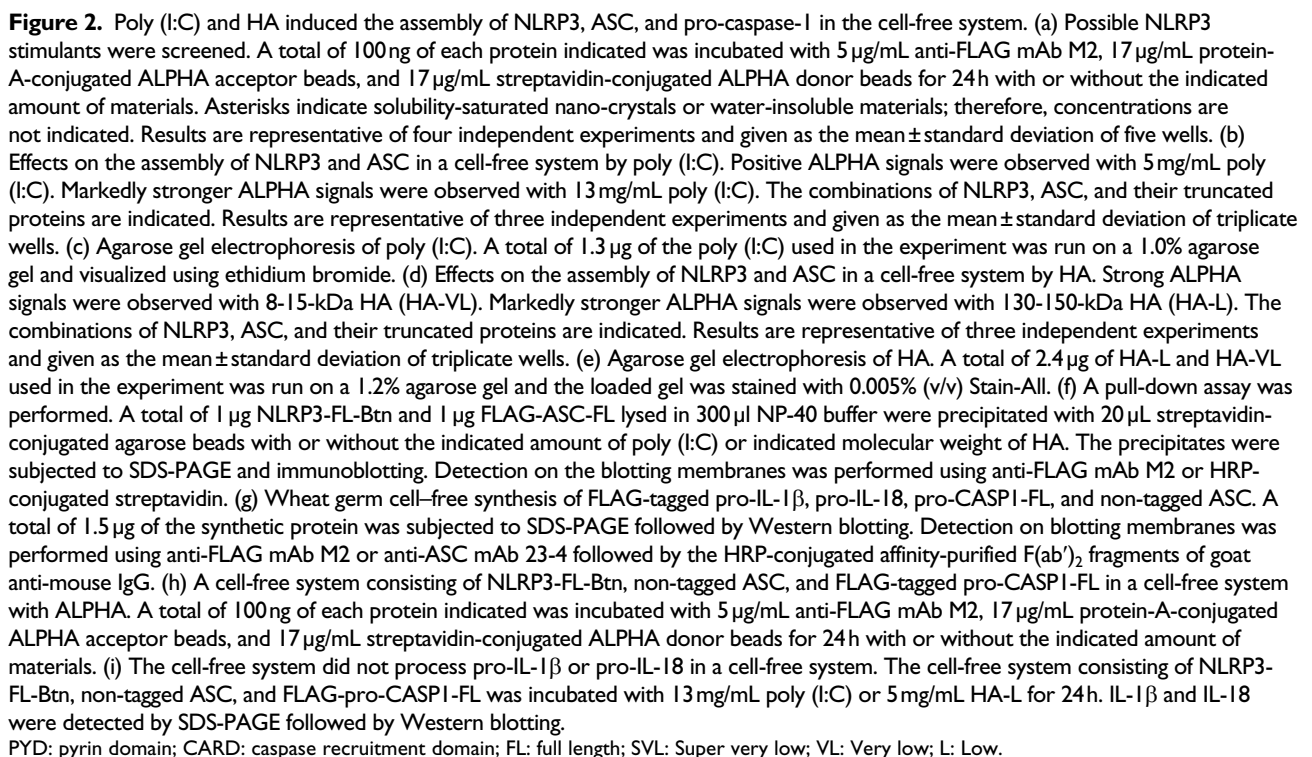 Figure 2. Poly (I:C) and HA induced the assembly of NLRP3, ASC, and pro-caspase-1 in the cell-free system. (a) Possible NLRP3
stimulants were screened. A total of 100 ng of each protein indicated was incubated with 5 µg/mL anti-FLAG mAb M2, 17 µg/mL protein-
A-conjugated ALPHA acceptor beads, and 17 µg/mL streptavidin-conjugated ALPHA donor beads for 24 h with or without the indicated
amount of materials. Asterisks indicate solubility-saturated nano-crystals or water-insoluble materials; therefore, concentrations are
not indicated. Results are representative of four independent experiments and given as the mean ± standard deviation of five wells. (b)
Effects on the assembly of NLRP3 and ASC in a cell-free system by poly (I:C). Positive ALPHA signals were observed with 5 mg/mL poly
(I:C). Markedly stronger ALPHA signals were observed with 13 mg/mL poly (I:C). The combinations of NLRP3, ASC, and their truncated
proteins are indicated. Results are representative of three independent experiments and given as the mean ± standard deviation of triplicate
wells. (c) Agarose gel electrophoresis of poly (I:C). A total of 1.3 µg of the poly (I:C) used in the experiment was run on a 1.0% agarose
gel and visualized using ethidium bromide. (d) Effects on the assembly of NLRP3 and ASC in a cell-free system by HA. Strong ALPHA
signals were observed with 8-15-kDa HA (HA-VL). Markedly stronger ALPHA signals were observed with 130-150-kDa HA (HA-L). The
combinations of NLRP3, ASC, and their truncated proteins are indicated. Results are representative of three independent experiments
and given as the mean ± standard deviation of triplicate wells. (e) Agarose gel electrophoresis of HA. A total of 2.4 µg of HA-L and HA-VL
used in the experiment was run on a 1.2% agarose gel and the loaded gel was stained with 0.005% (v/v) Stain-All. (f) A pull-down assay was
performed. A total of 1 µg NLRP3-FL-Btn and 1 µg FLAG-ASC-FL lysed in 300 µl NP-40 buffer were precipitated with 20 µL streptavidin-
conjugated agarose beads with or without the indicated amount of poly (I:C) or indicated molecular weight of HA. The precipitates were
subjected to SDS-PAGE and immunoblotting. Detection on the blotting membranes was performed using anti-FLAG mAb M2 or HRP-
conjugated streptavidin. (g) Wheat germ cell–free synthesis of FLAG-tagged pro-IL-1β, pro-IL-18, pro-CASP1-FL, and non-tagged ASC. A
total of 1.5 µg of the synthetic protein was subjected to SDS-PAGE followed by Western blotting. Detection on blotting membranes was
performed using anti-FLAG mAb M2 or anti-ASC mAb 23-4 followed by the HRP-conjugated affinity-purified F(ab′)2 fragments of goat
anti-mouse IgG. (h) A cell-free system consisting of NLRP3-FL-Btn, non-tagged ASC, and FLAG-tagged pro-CASP1-FL in a cell-free system
with ALPHA. A total of 100 ng of each protein indicated was incubated with 5 µg/mL anti-FLAG mAb M2, 17 µg/mL protein-A-conjugated
ALPHA acceptor beads, and 17 µg/mL streptavidin-conjugated ALPHA donor beads for 24 h with or without the indicated amount of
materials. (i) The cell-free system did not process pro-IL-1β or pro-IL-18 in a cell-free system. The cell-free system consisting of NLRP3-
FL-Btn, non-tagged ASC, and FLAG-pro-CASP1-FL was incubated with 13 mg/mL poly (I:C) or 5 mg/mL HA-L for 24 h. IL-1β and IL-18
were detected by SDS-PAGE followed by Western blotting.
PYD: pyrin domain; CARD: caspase recruitment domain; FL: full length; SVL: Super very low; VL: Very low; L: Low.